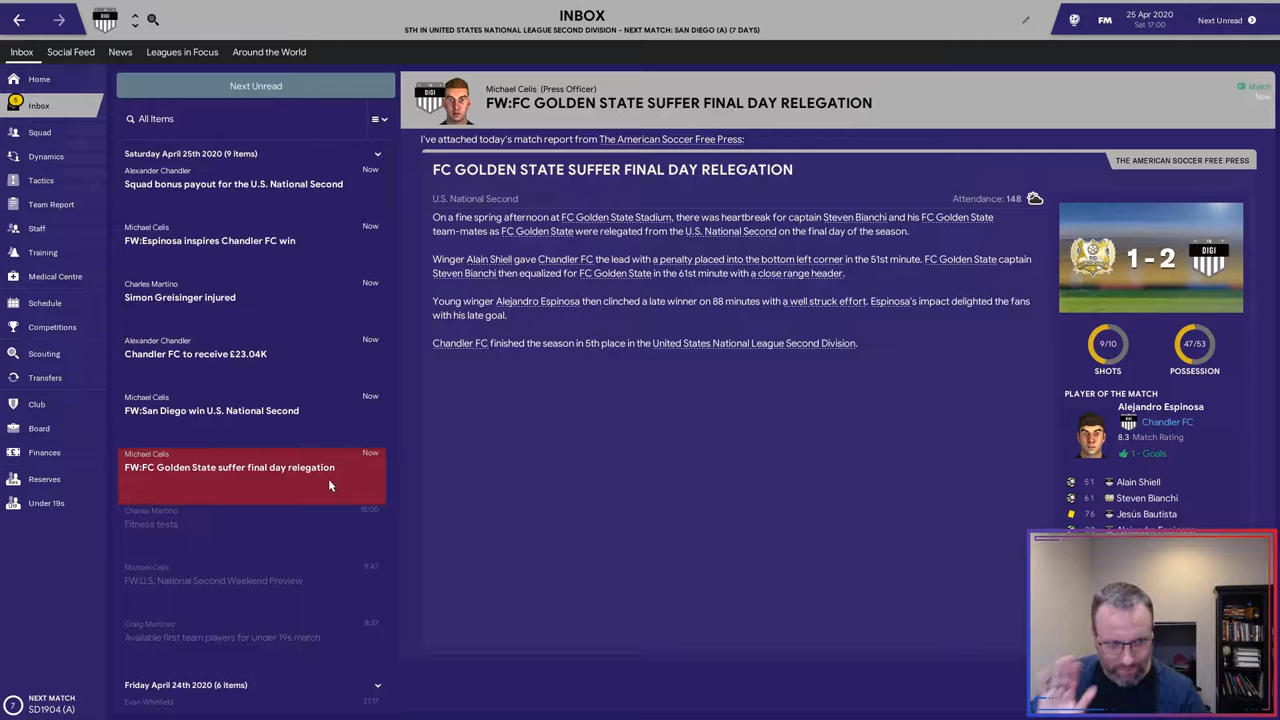 INBOX
5TH IN UNITED STATES NATIONAL LEAGUE SECOND DIVISION - NEXT MATCH: SAN DIEGO (A) (7 DAYS)
DIGI
FM
25 Apr 2020
Sat 17:00
Next Unread
Inbox
Social Feed
News
Leagues in Focus
Around the World
Home
5
Inbox
Squad
Dynamics
Tactics
Team Report
Staff
Training
Medical Centre
Schedule
Competitions
Scouting
Transfers
Club
Board
Finances
Reserves
Under 19s
7
NEXT MATCH
SD1904 (A)
Next Unread
All Items
Saturday April 25th 2020 (9 items)
Alexander Chandler
Now
Squad bonus payout for the U.S. National Second
Michael Celis
Now
FW:Espinosa inspires Chandler FC win
Charles Martino
Now
Simon Greisinger injured
Alexander Chandler
Now
Chandler FC to receive £23.04K
Michael Celis
Now
FW:San Diego win U.S. National Second
Michael Celis
Now
FW:FC Golden State suffer final day relegation
Charles Martino
15:00
Fitness tests
Michael Celis
9:47
FW:U.S. National Second Weekend Preview
Craig Martinez
8:37
Available first team players for Under 19s match
Friday April 24th 2020 (6 items)
Evan Whitfield
21:17
DIGI
Michael Celis (Press Officer)
FW:FC GOLDEN STATE SUFFER FINAL DAY RELEGATION
Match
Now
I've attached today's match report from The American Soccer Free Press:
THE AMERICAN SOCCER FREE PRESS
FC GOLDEN STATE SUFFER FINAL DAY RELEGATION
U.S. National Second
Attendance: 148
On a fine spring afternoon at FC Golden State Stadium, there was heartbreak for captain Steven Bianchi and his FC Golden State
team-mates as FC Golden State were relegated from the U.S. National Second on the final day of the season.
Winger Alain Shiell gave Chandler FC the lead with a penalty placed into the bottom left corner in the 51st minute. FC Golden State captain
Steven Bianchi then equalized for FC Golden State in the 61st minute with a close range header.
Young winger Alejandro Espinosa then clinched a late winner on 88 minutes with a well struck effort. Espinosa's impact delighted the fans
with his late goal.
Chandler FC finished the season in 5th place in the United States National League Second Division.
1 - 2
DIGI
9/10
SHOTS
47/53
POSSESSION
PLAYER OF THE MATCH
Alejandro Espinosa
Chandler FC
8.3 Match Rating
1 - Goals
51 Alain Shiell
61 Steven Bianchi
76 Jesús Bautista